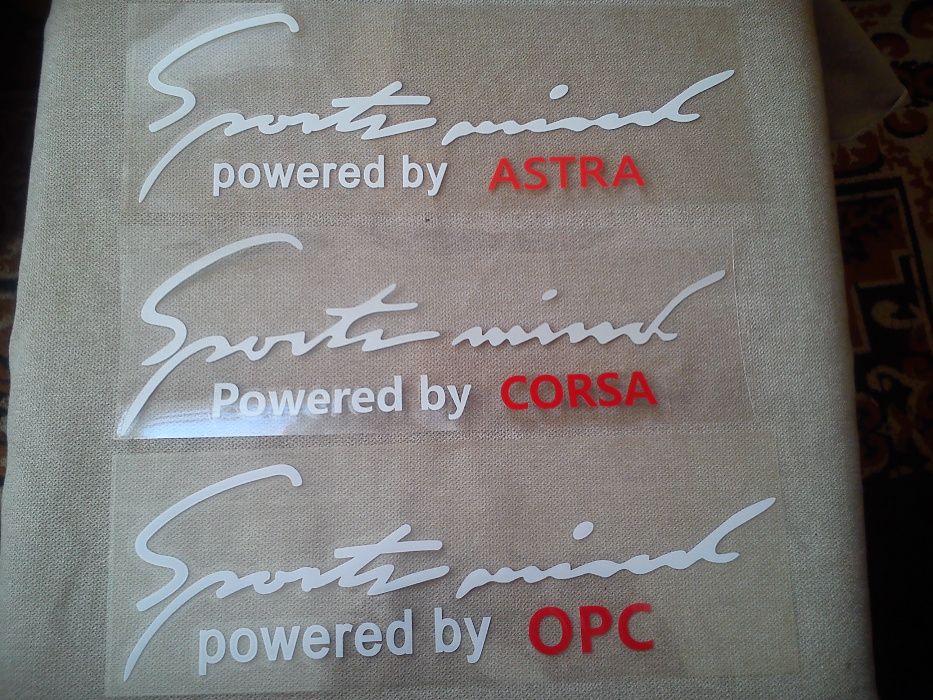 Sports mind
powered by ASTRA
Sports mind
Powered by CORSA
Sports mind
powered by OPC